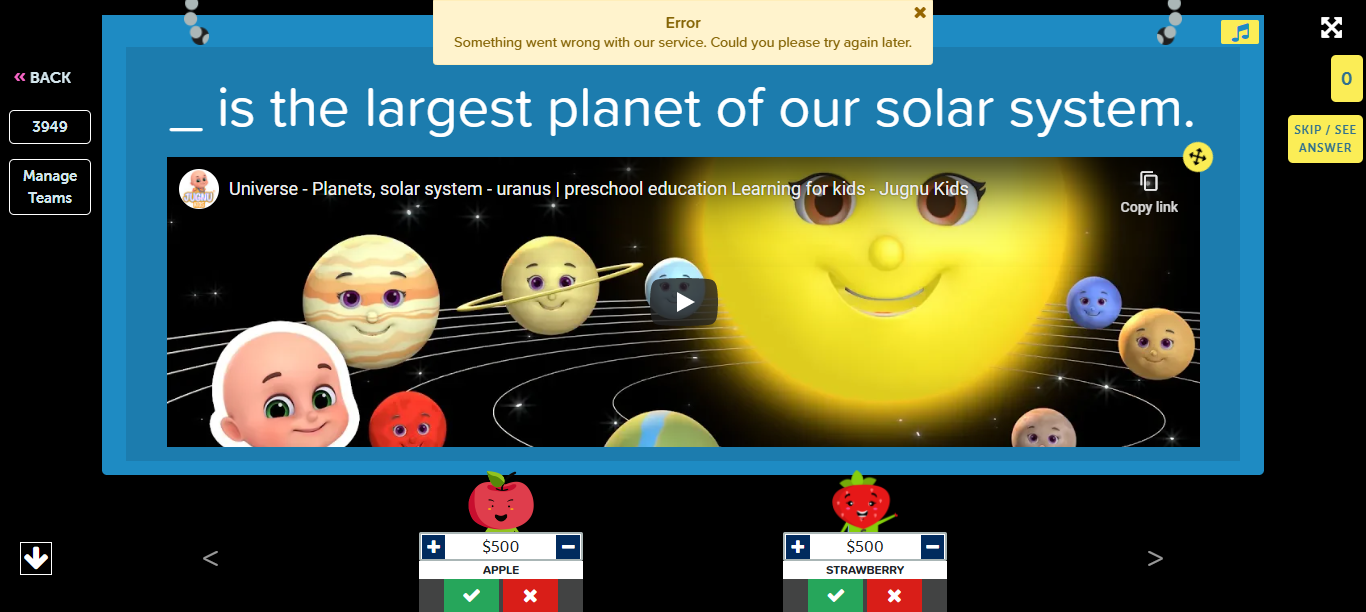 Error
Something went wrong with our service. Could you please try again later.
« BACK
3949
Manage
Teams
0
SKIP / SEE
ANSWER
_ is the largest planet of our solar system.
JUGNU
Universe - Planets, solar system - uranus | preschool education Learning for kids - Jugnu Kids
Copy link
<
$500
APPLE
$500
STRAWBERRY
>